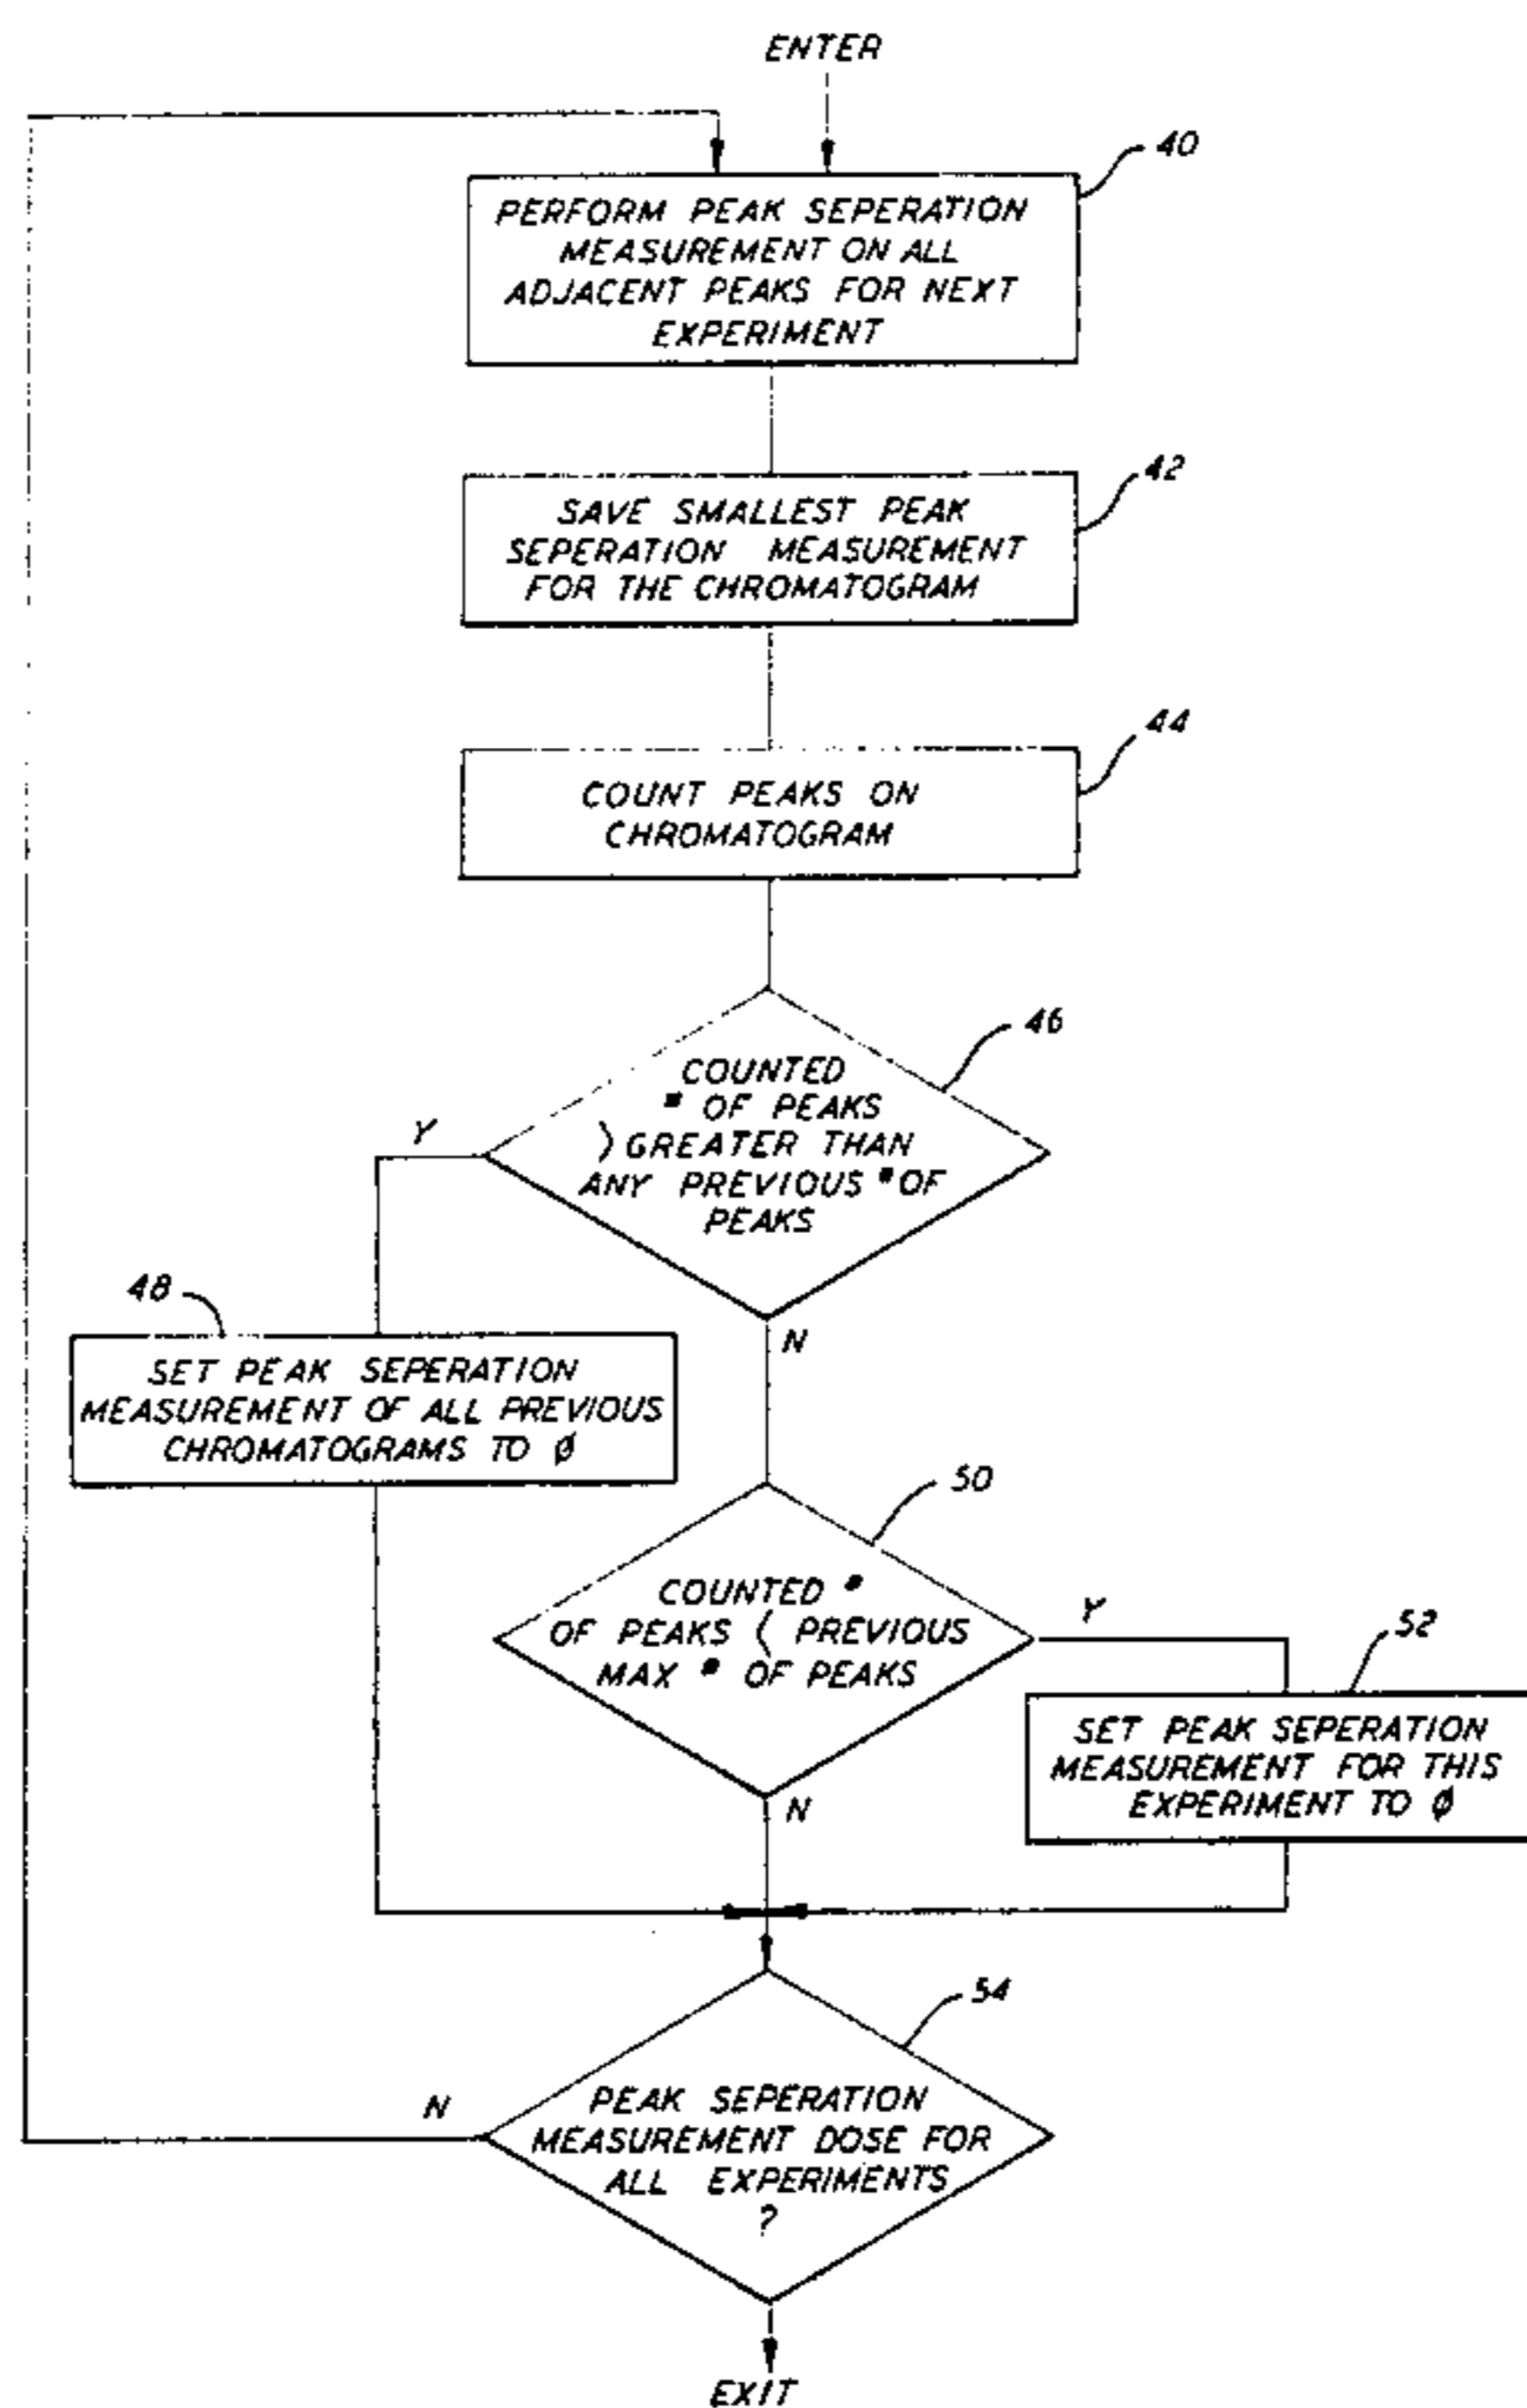 ENTER
40
PERFORM PEAK SEPERATION
MEASUREMENT ON ALL
ADJACENT PEAKS FOR NEXT
EXPERIMENT
42
SAVE SMALLEST PEAK
SEPERATION MEASUREMENT
FOR THE CHROMATOGRAM
44
COUNT PEAKS ON
CHROMATOGRAM
46
COUNTED
# OF PEAKS
>GREATER THAN
ANY PREVIOUS # OF
PEAKS
Y
N
48
SET PEAK SEPERATION
MEASUREMENT OF ALL PREVIOUS
CHROMATOGRAMS TO Ø
50
COUNTED #
OF PEAKS < PREVIOUS
MAX # OF PEAKS
Y
N
52
SET PEAK SEPERATION
MEASUREMENT FOR THIS
EXPERIMENT TO Ø
54
PEAK SEPERATION
MEASUREMENT DOSE FOR
ALL EXPERIMENTS
?
N
EXIT